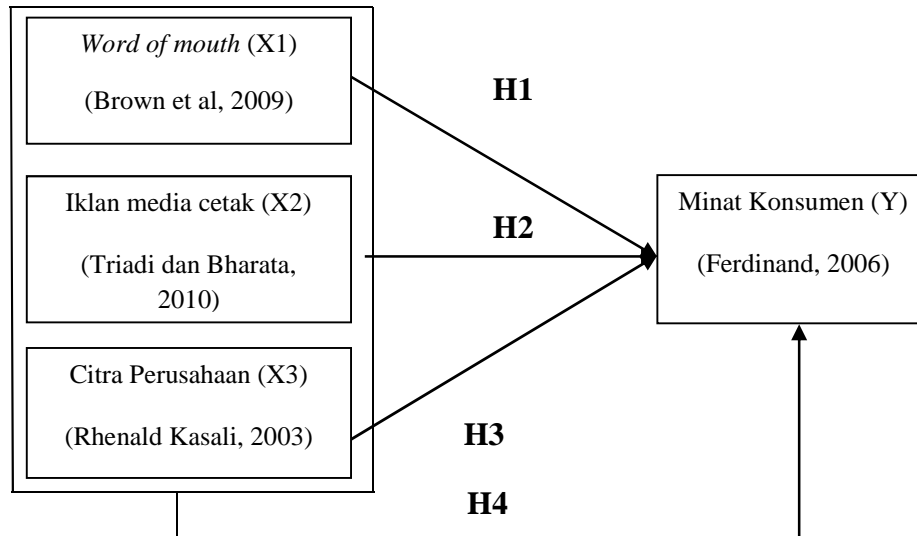 Word of mouth (X1)
(Brown et al, 2009)
H1
Iklan media cetak (X2)
(Triadi dan Bharata,
2010)
H2
Minat Konsumen (Y)
(Ferdinand, 2006)
Citra Perusahaan (X3)
(Rhenald Kasali, 2003)
H3
H4